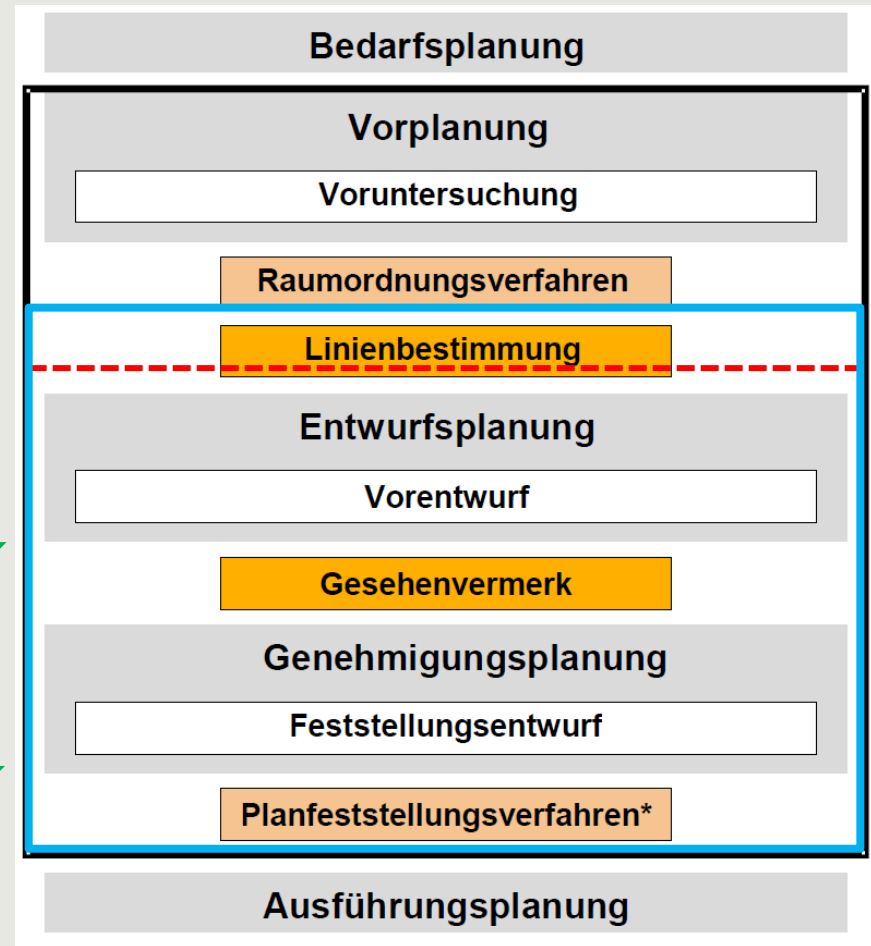 Bedarfsplanung
Vorplanung
Voruntersuchung
Raumordnungsverfahren
Linienbestimmung
Entwurfsplanung
Vorentwurf
Gesehenvermerk
Genehmigungsplanung
Feststellungsentwurf
Planfeststellungsverfahren*
Ausführungsplanung